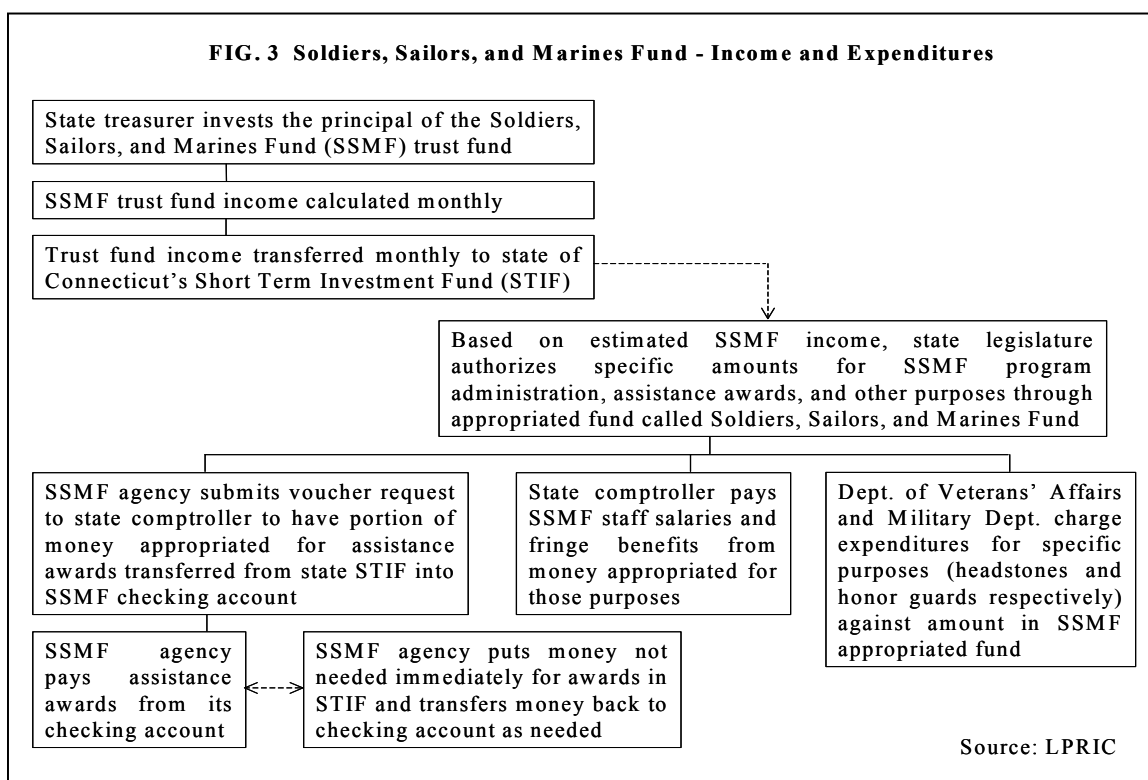 FIG. 3 Soldiers, Sailors, and Marines Fund - Income and Expenditures
State treasurer invests the principal of the Soldiers,
Sailors, and Marines Fund (SSMF) trust fund
SSMF trust fund income calculated monthly
Trust fund income transferred monthly to state of
Connecticut's Short Term Investment Fund (STIF)
Based on estimated SSMF income, state legislature
authorizes specific amounts for SSMF program
administration, assistance awards, and other purposes through
appropriated fund called Soldiers, Sailors, and Marines Fund
SSMF agency submits voucher request
to state comptroller to have portion of
money appropriated for assistance
awards transferred from state STIF into
SSMF checking account
State comptroller pays
SSMF staff salaries and
fringe benefits from
money appropriated for
those purposes
Dept. of Veterans' Affairs
and Military Dept. charge
expenditures for specific
purposes (headstones and
honor guards respectively)
against amount in SSMF
appropriated fund
SSMF agency
pays assistance
awards from its
checking account
SSMF agency puts money not
needed immediately for awards in
STIF and transfers money back to
checking account as needed
Source: LPRIC